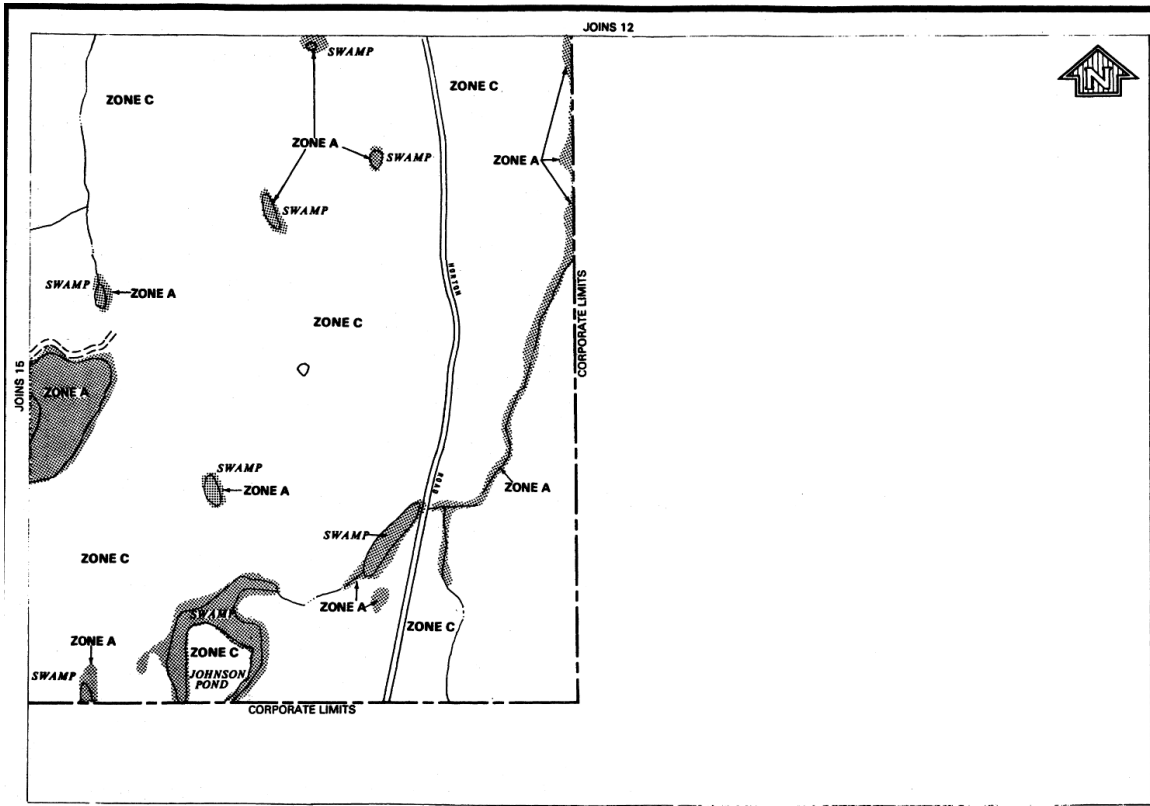 JOINS 12
SWAMP
ZONE C
ZONE C
N
ZONE A
SWAMP
ZONE A
SWAMP
SWAMP
ZONE A
HORTON
CORPORATE LIMITS
ZONE C
JOINS 15
ZONE A
SWAMP
ZONE A
ROAD
ZONE A
SWAMP
ZONE C
ZONE A
SWAMP
ZONE C
ZONE A
ZONE C
SWAMP
JOHNSON
POND
CORPORATE LIMITS